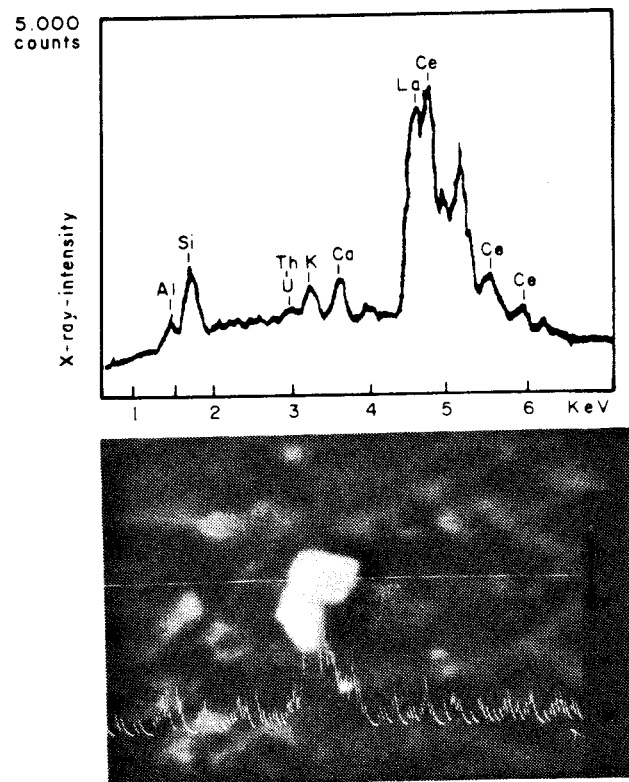 5.000
counts
Ce
La
Si
Th K Ca
Al
U
Ce
Ce
X-ray-intensity
1 2 3 4 5 6 KeV